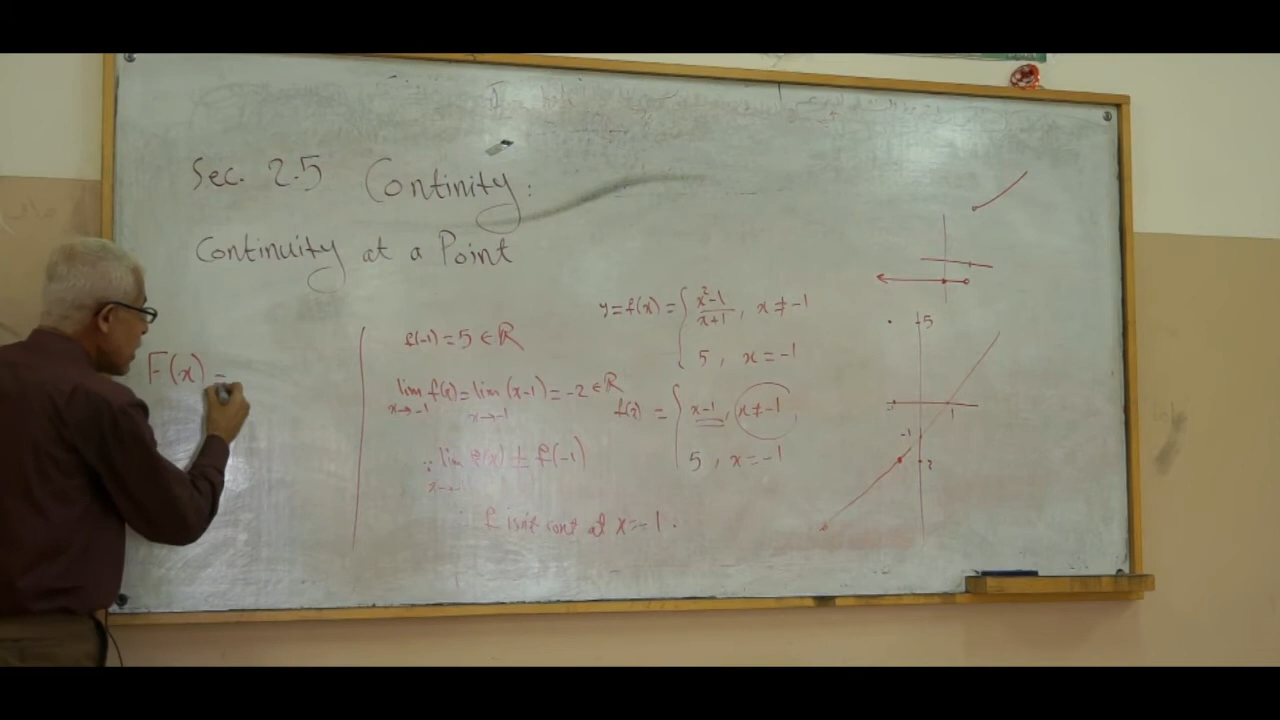 Sec. 2.5 Continity:
Continuity at a Point
F(x) =
f(-1) = 5 ∈ ℝ
lim f(x) = lim (x-1) = -2 ∈ ℝ
x→-1 x→-1
∵ lim f(x) ≠ f(-1)
x→-1
f isn't cont at x=-1.
y = f(x) = { x²-1/x+1, x ≠ -1
5, x = -1
f(x) = { x-1, x ≠ -1,
5, x = -1
5
1
-1
-2